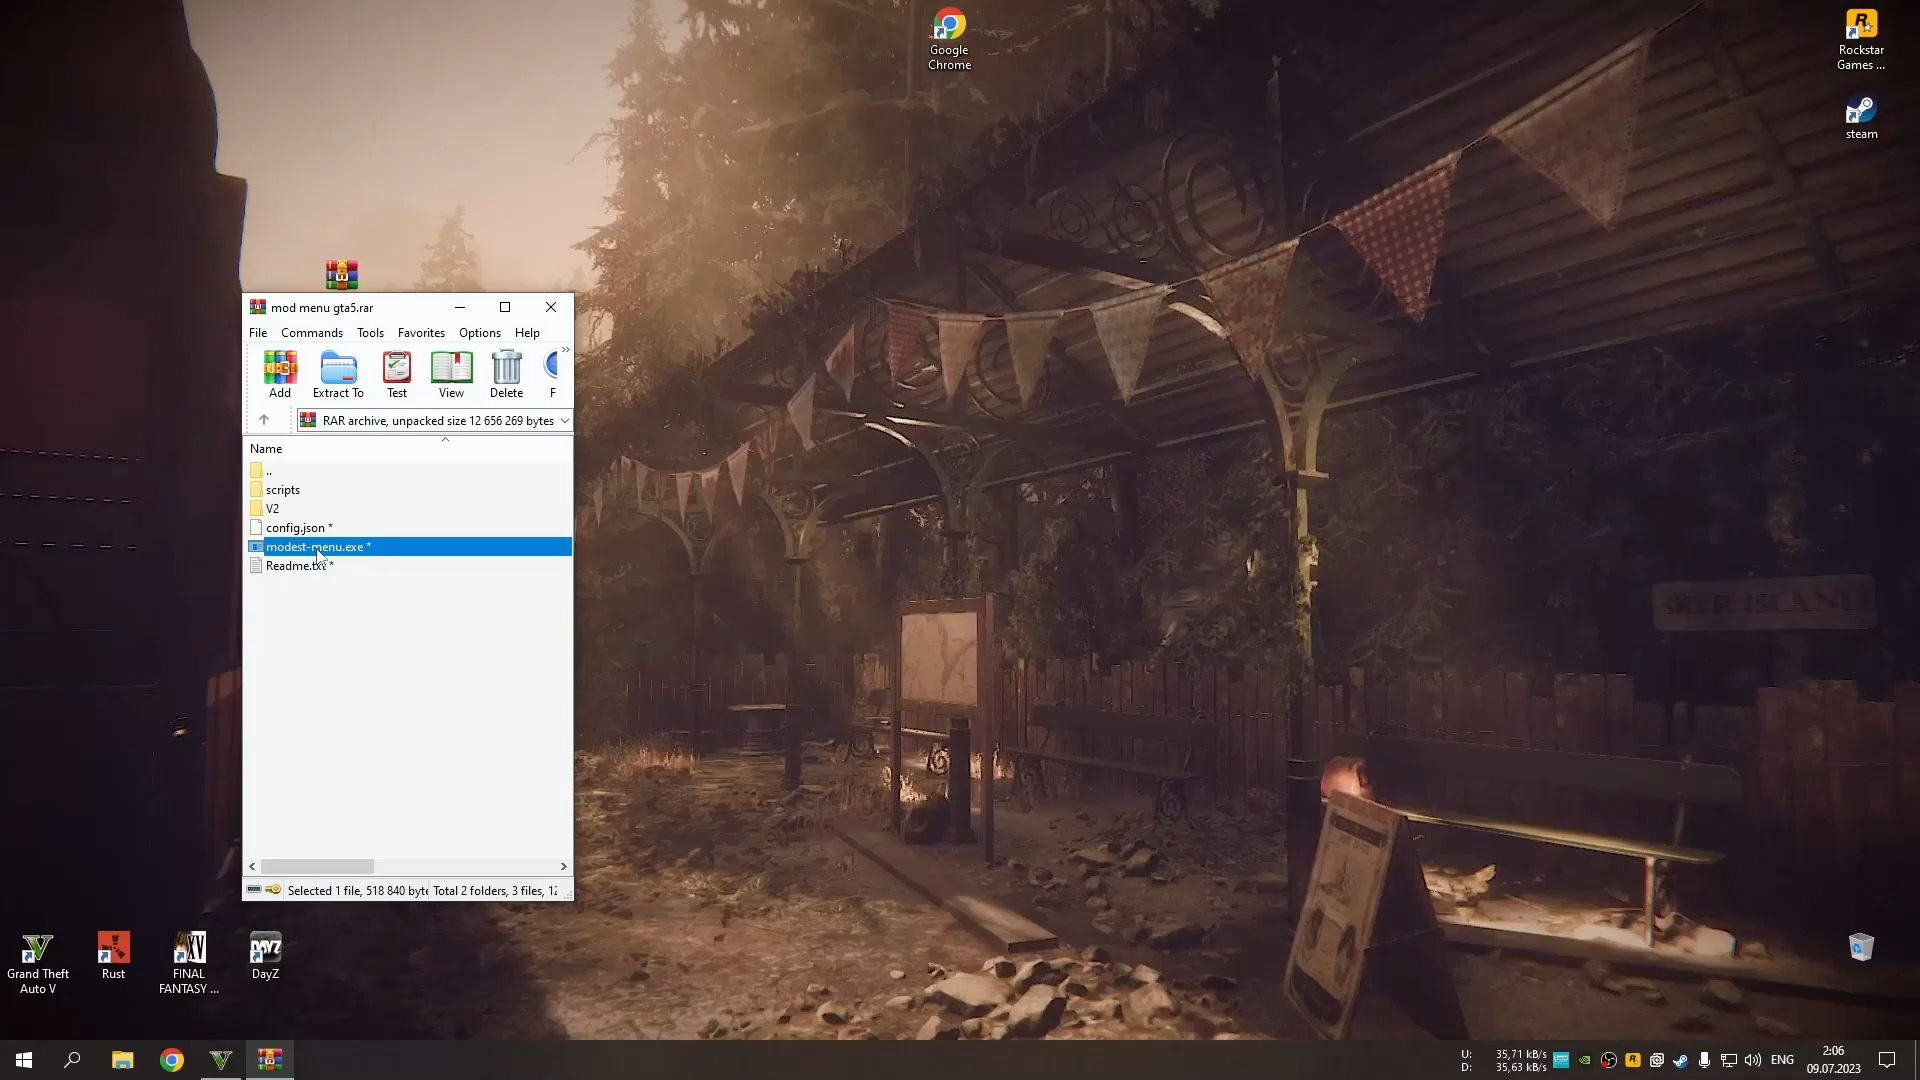 Google
Chrome
Rockstar
Games ...
steam
mod menu gta5.rar
File Commands Tools Favorites Options Help
Add Extract To Test View Delete F
RAR archive, unpacked size 12 656 269 bytes
Name
..
scripts
V2
config.json *
modest-menu.exe *
Readme.txt *
Selected 1 file, 518 840 byte Total 2 folders, 3 files, 12
Grand Theft
Auto V
Rust
FINAL
FANTASY ...
DayZ
U: 35,71 kB/s
D: 35,63 kB/s
ENG
2:06
09.07.2023